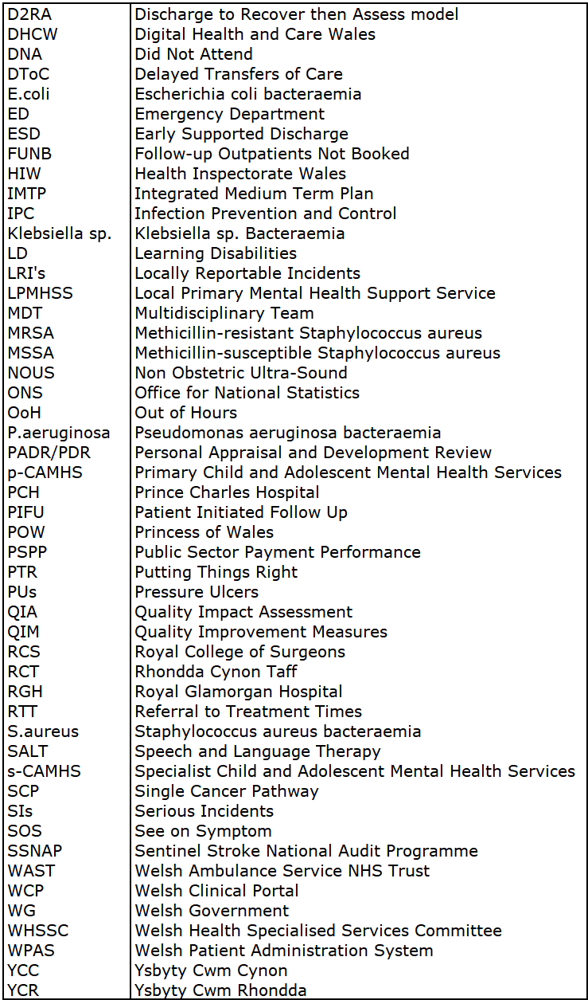 D2RA Discharge to Recover then Assess model
DHCW Digital Health and Care Wales
DNA Did Not Attend
DToC Delayed Transfers of Care
E.coli Escherichia coli bacteraemia
ED Emergency Department
ESD Early Supported Discharge
FUNB Follow-up Outpatients Not Booked
HIW Health Inspectorate Wales
IMTP Integrated Medium Term Plan
IPC Infection Prevention and Control
Klebsiella sp. Klebsiella sp. Bacteraemia
LD Learning Disabilities
LRI's Locally Reportable Incidents
LPMHSS Local Primary Mental Health Support Service
MDT Multidisciplinary Team
MRSA Methicillin-resistant Staphylococcus aureus
MSSA Methicillin-susceptible Staphylococcus aureus
NOUS Non Obstetric Ultra-Sound
ONS Office for National Statistics
OoH Out of Hours
P.aeruginosa Pseudomonas aeruginosa bacteraemia
PADR/PDR Personal Appraisal and Development Review
p-CAMHS Primary Child and Adolescent Mental Health Services
PCH Prince Charles Hospital
PIFU Patient Initiated Follow Up
POW Princess of Wales
PSPP Public Sector Payment Performance
PTR Putting Things Right
PUs Pressure Ulcers
QIA Quality Impact Assessment
QIM Quality Improvement Measures
RCS Royal College of Surgeons
RCT Rhondda Cynon Taff
RGH Royal Glamorgan Hospital
RTT Referral to Treatment Times
S.aureus Staphylococcus aureus bacteraemia
SALT Speech and Language Therapy
s-CAMHS Specialist Child and Adolescent Mental Health Services
SCP Single Cancer Pathway
SIs Serious Incidents
SOS See on Symptom
SSNAP Sentinel Stroke National Audit Programme
WAST Welsh Ambulance Service NHS Trust
WCP Welsh Clinical Portal
WG Welsh Government
WHSSC Welsh Health Specialised Services Committee
WPAS Welsh Patient Administration System
YCC Ysbyty Cwm Cynon
YCR Ysbyty Cwm Rhondda